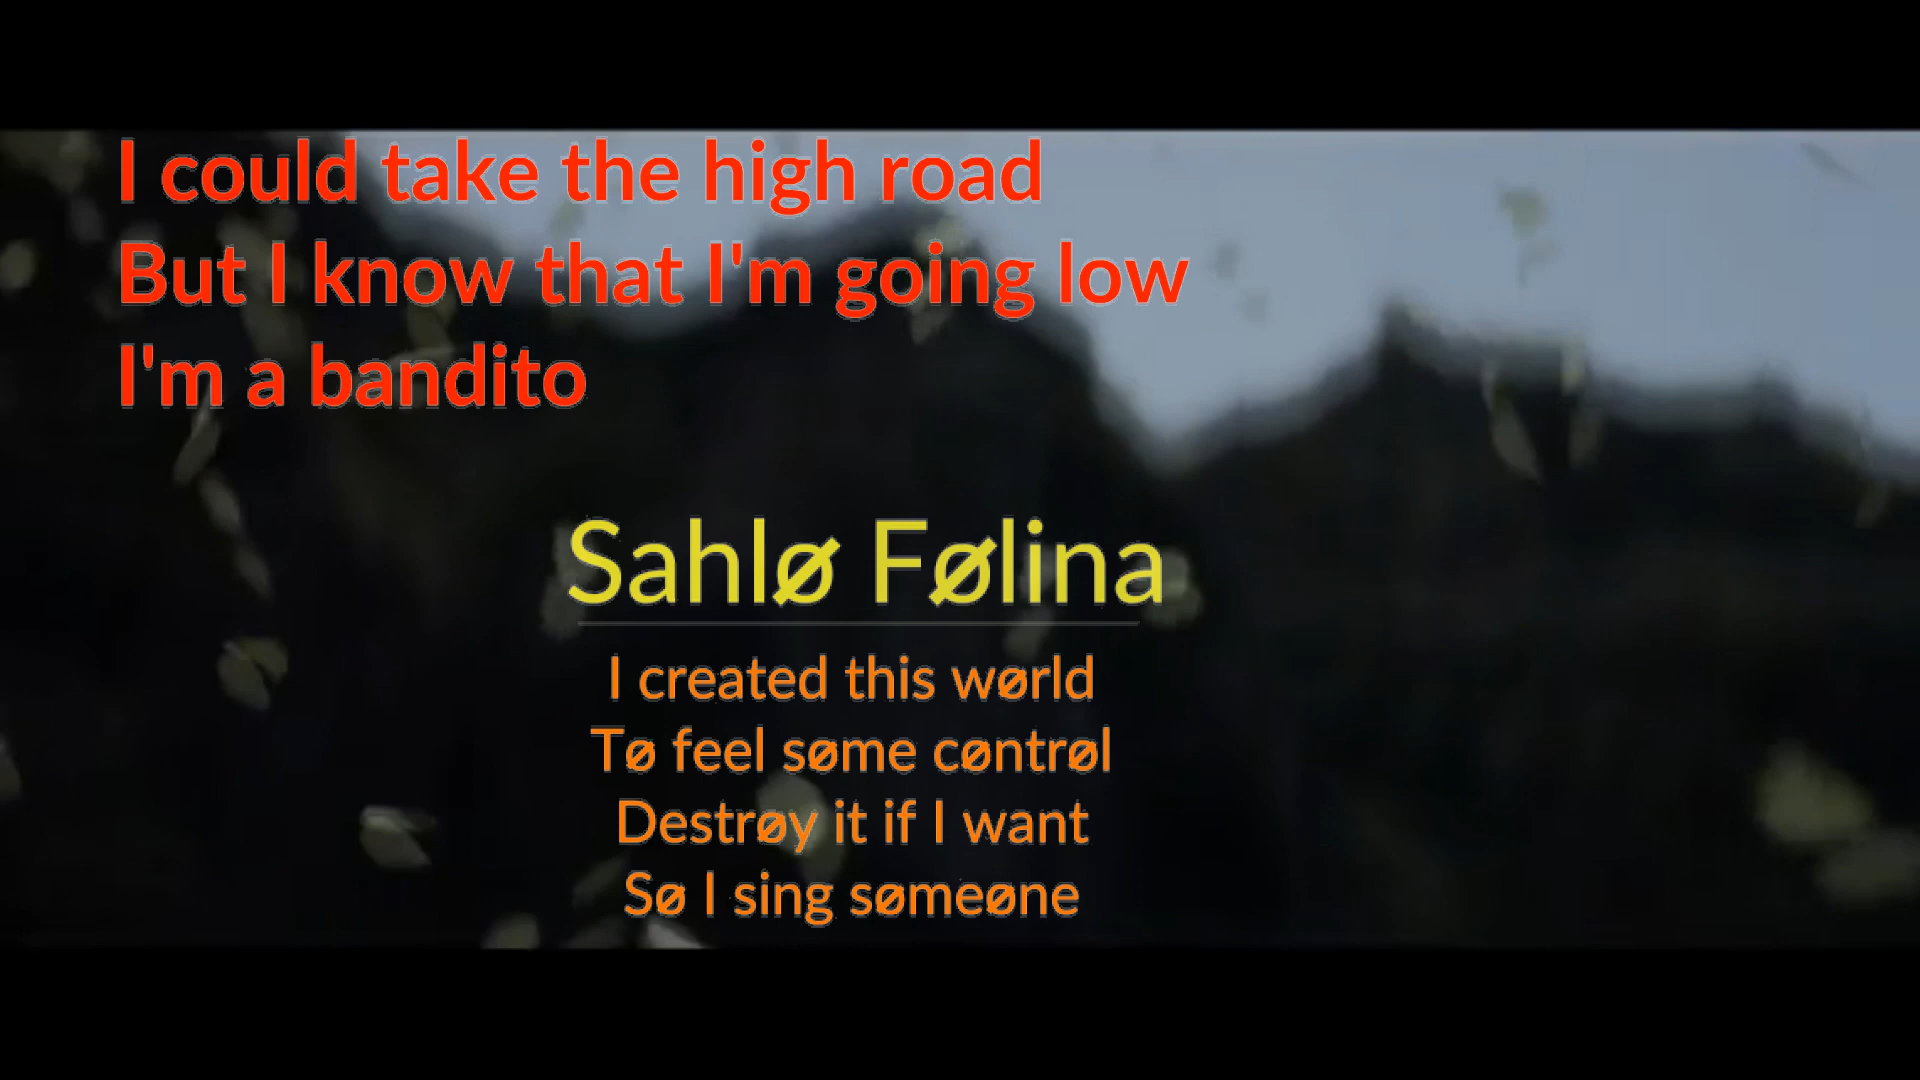 I could take the high road
But I know that I'm going low
I'm a bandito
Sahlø Følina
I created this wørld
Tø feel søme cøntrøl
Destrøy it if I want
Sø I sing sømeøne